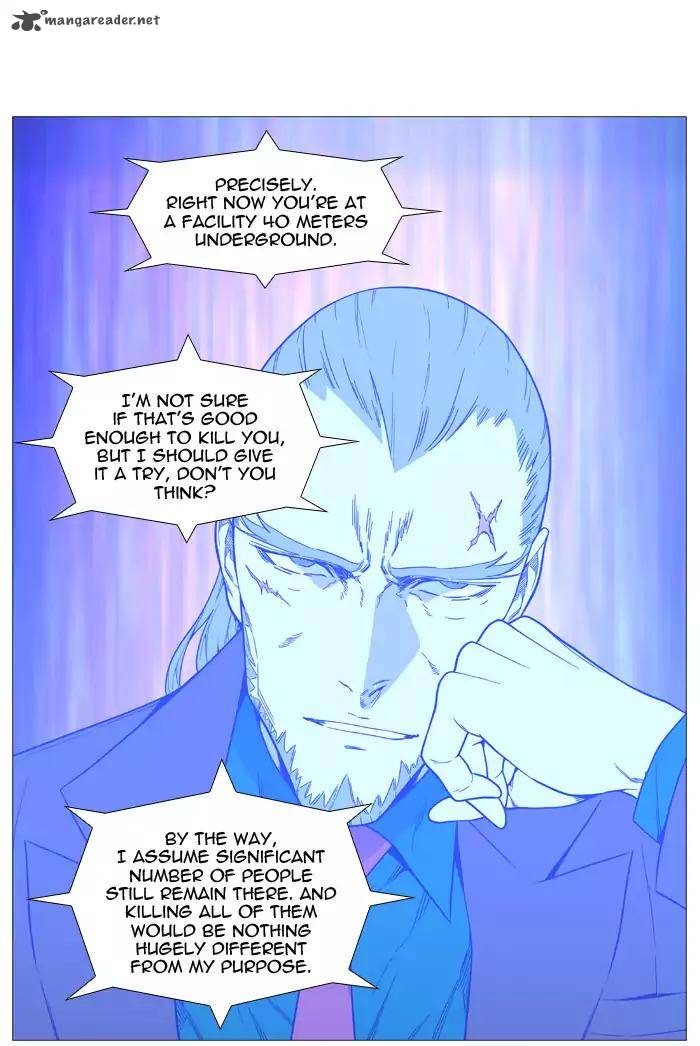 mangareader.net
PRECISELY.
RIGHT NOW YOU'RE AT
A FACILITY 40 METERS
UNDERGROUND.
I'M NOT SURE
IF THAT'S GOOD
ENOUGH TO KILL YOU,
BUT I SHOULD GIVE
IT A TRY, DON'T YOU
THINK?
BY THE WAY,
I ASSUME SIGNIFICANT
NUMBER OF PEOPLE
STILL REMAIN THERE. AND
KILLING ALL OF THEM
WOULD BE NOTHING
HUGELY DIFFERENT
FROM MY PURPOSE.